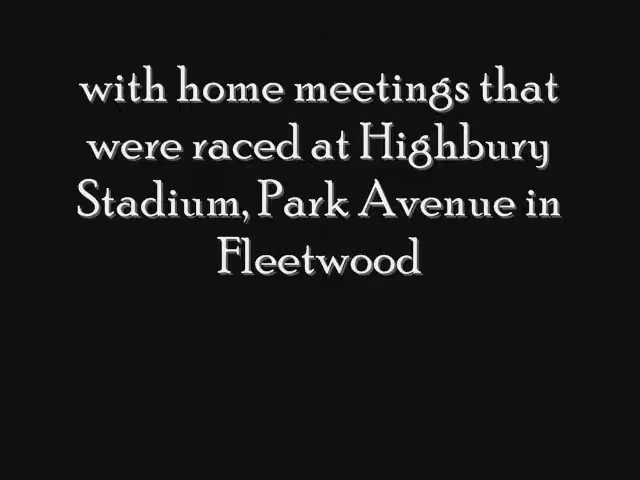 with home meetings that
were raced at Highbury
Stadium, Park Avenue in
Fleetwood